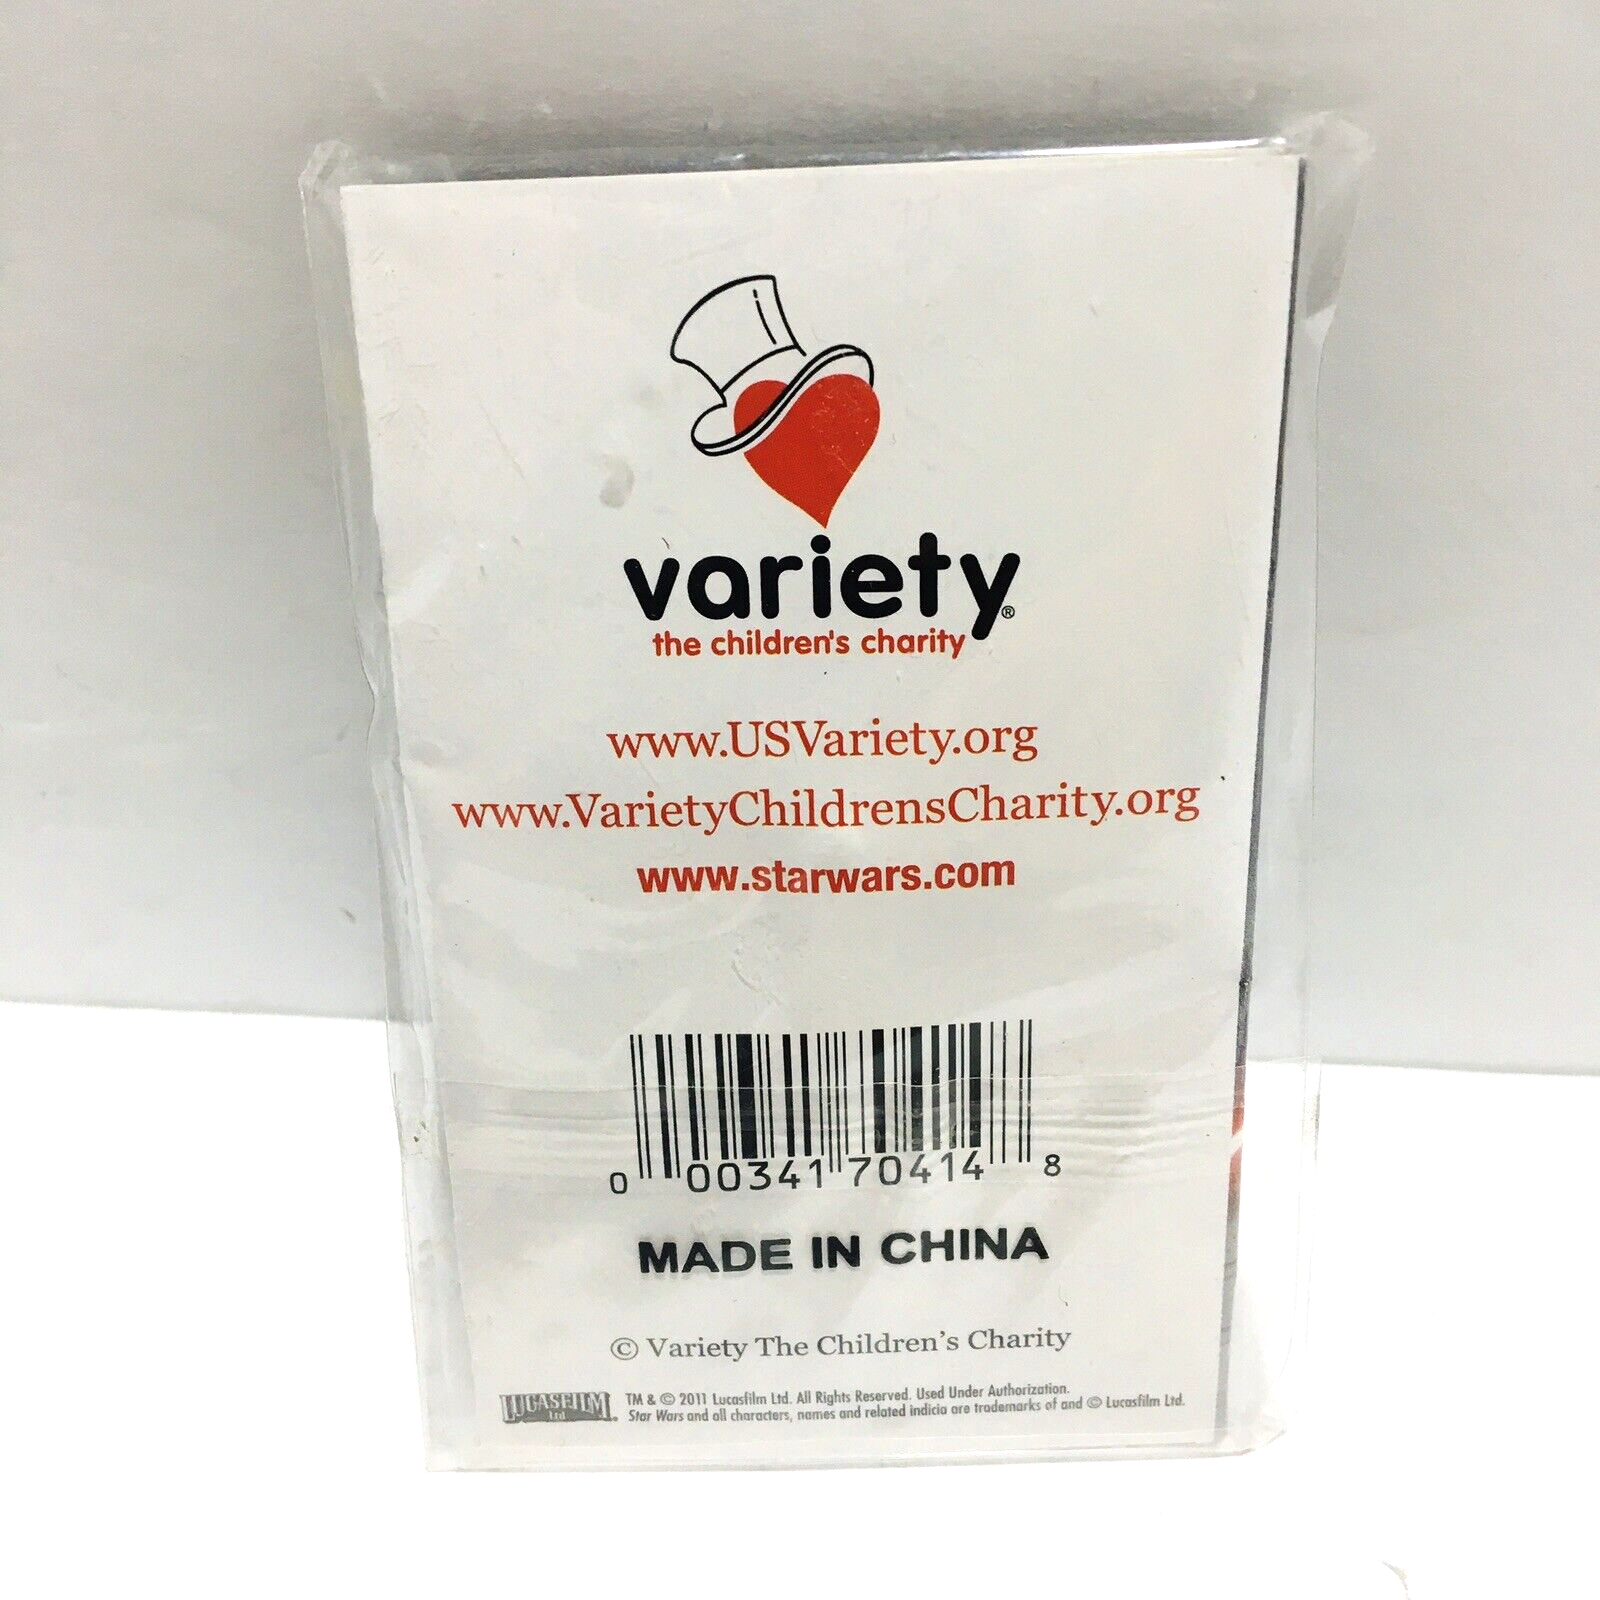 variety®
the children's charity
www.USVariety.org
www.VarietyChildrensCharity.org
www.starwars.com
0 00341 70414 8
MADE IN CHINA
© Variety The Children's Charity
LUCASFILM Ltd. TM & © 2011 Lucasfilm Ltd. All Rights Reserved. Used Under Authorization.
Star Wars and all characters, names and related indicia are trademarks of and © Lucasfilm Ltd.